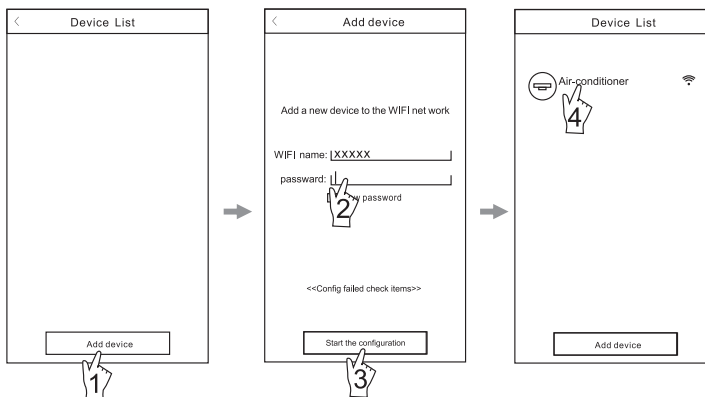 Device List
Add device
1
Add device
Add a new device to the WIFI net work
WIFI name: XXXXX
passward:
password
2
<<Config failed check items>>
Start the configuration
3
Device List
Air-conditioner
4
Add device